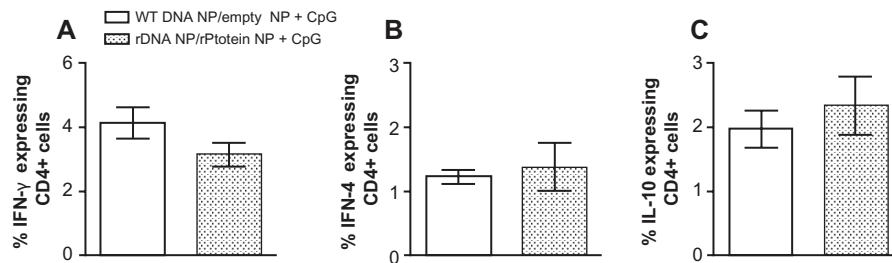 A
WT DNA NP/empty NP + CpG
rDNA NP/rPtotein NP + CpG
% IFN-γ expressing
CD4+ cells
6
4
2
0
B
% IFN-4 expressing
CD4+ cells
3
2
1
0
C
% IL-10 expressing
CD4+ cells
3
2
1
0